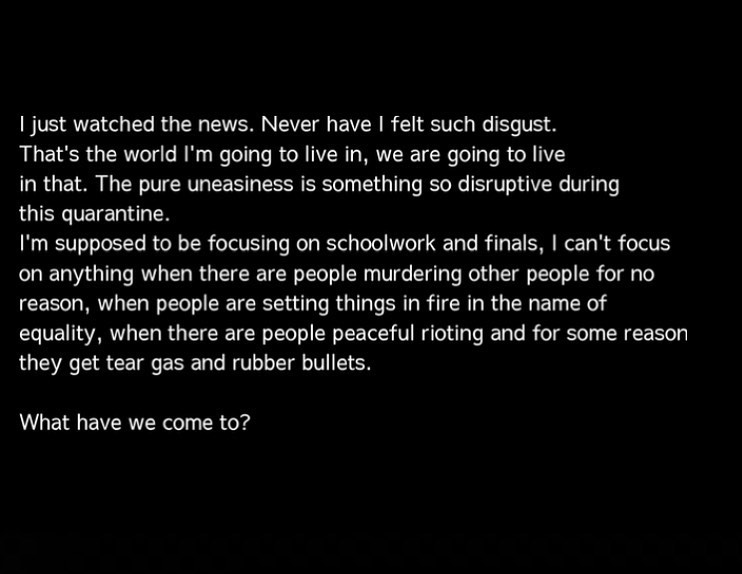 I just watched the news. Never have I felt such disgust.
That's the world I'm going to live in, we are going to live
in that. The pure uneasiness is something so disruptive during
this quarantine.
I'm supposed to be focusing on schoolwork and finals, I can't focus
on anything when there are people murdering other people for no
reason, when people are setting things in fire in the name of
equality, when there are people peaceful rioting and for some reason
they get tear gas and rubber bullets.
What have we come to?